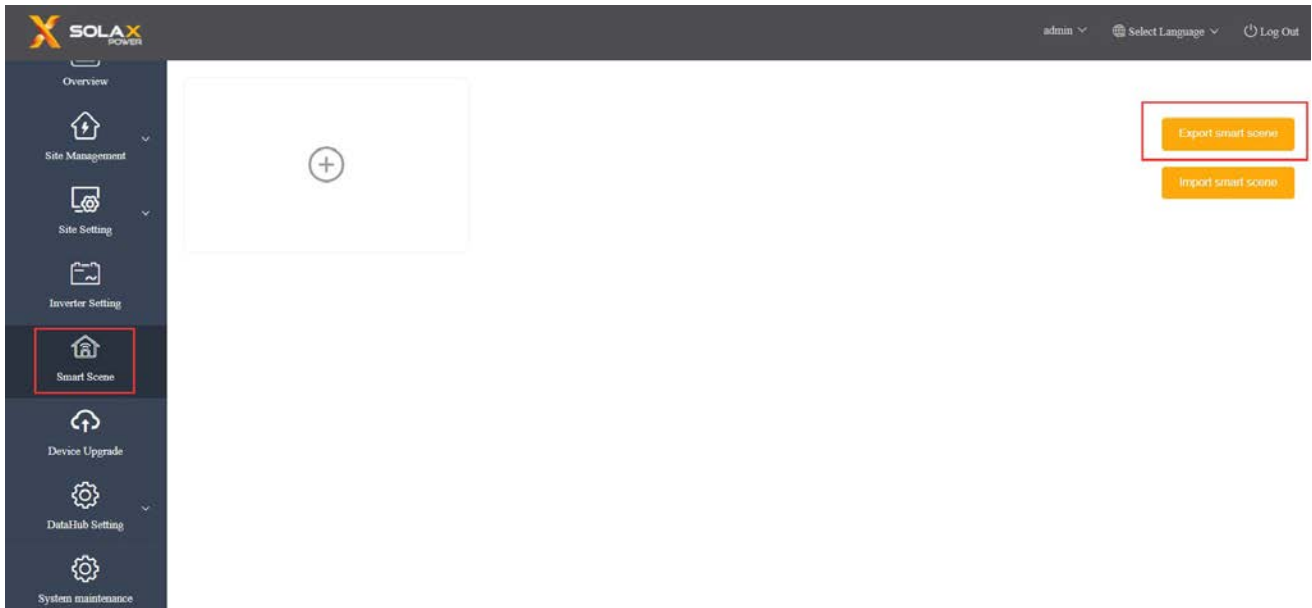 SOLAX
POWER
admin
Select Language
Log Out
Overview
Site Management
Site Setting
Inverter Setting
Smart Scene
Device Upgrade
DataHub Setting
System maintenance
Export smart scene
Import smart scene